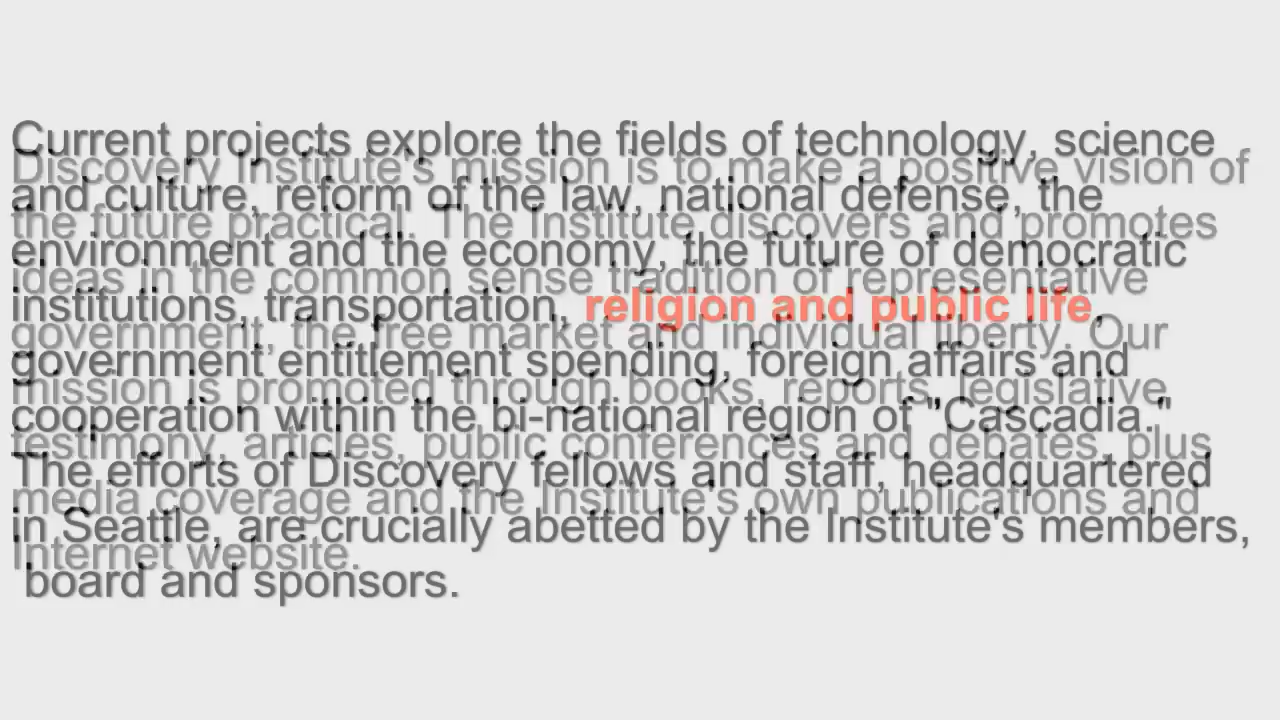 Current projects explore the fields of technology, science
Discovery Institute's mission is to make a positive vision of
and culture, reform of the law, national defense, the
the future practical. The Institute discovers and promotes
environment and the economy, the future of democratic
ideas in the common sense tradition of representative
institutions, transportation, religion and public life,
government, the free market and individual liberty. Our
government entitlement spending, foreign affairs and
mission is promoted through books, reports, legislative
cooperation within the bi-national region of "Cascadia."
testimony, articles, public conferences and debates, plus
The efforts of Discovery fellows and staff, headquartered
media coverage and the Institute's own publications and
in Seattle, are crucially abetted by the Institute's members,
Internet website.
board and sponsors.